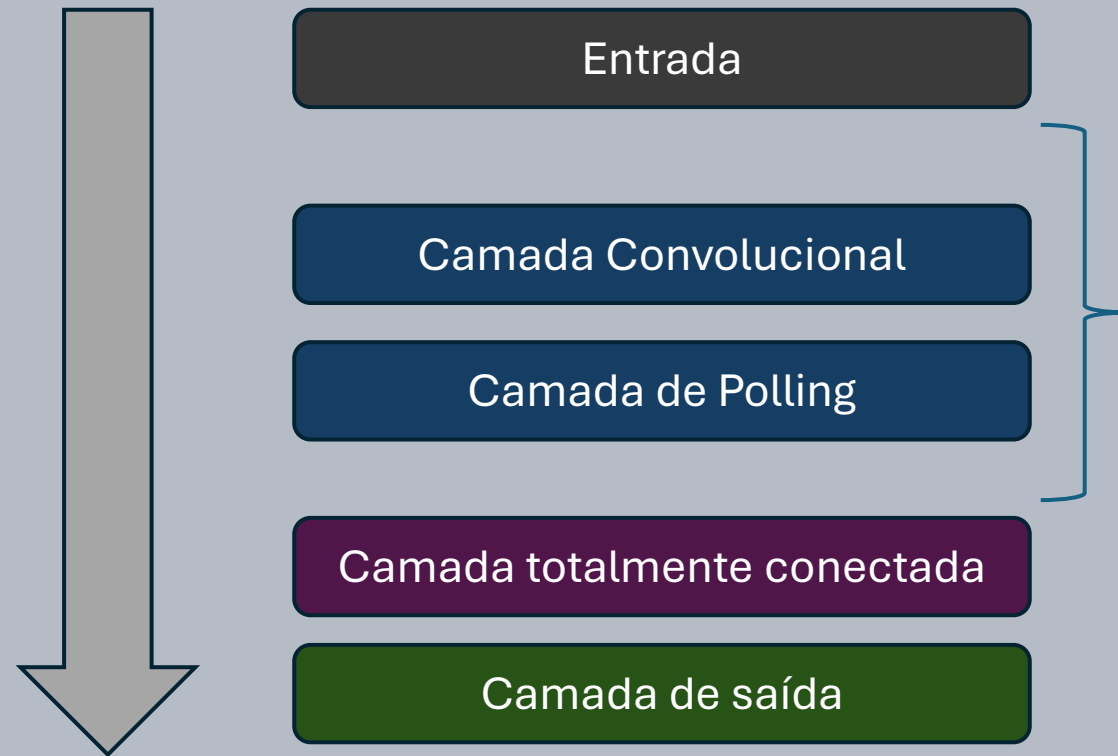 Entrada
Camada Convolucional
Camada de Polling
Camada totalmente conectada
Camada de saída